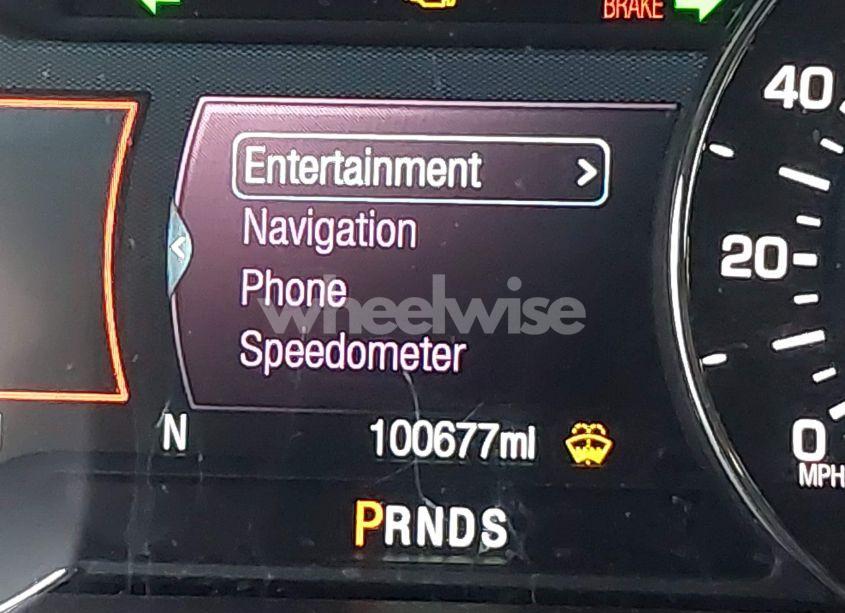 BRAKE
40
Entertainment >
Navigation
20
Phone
wheelwise
Speedometer
N 100677mi
0
MPH
PRNDS